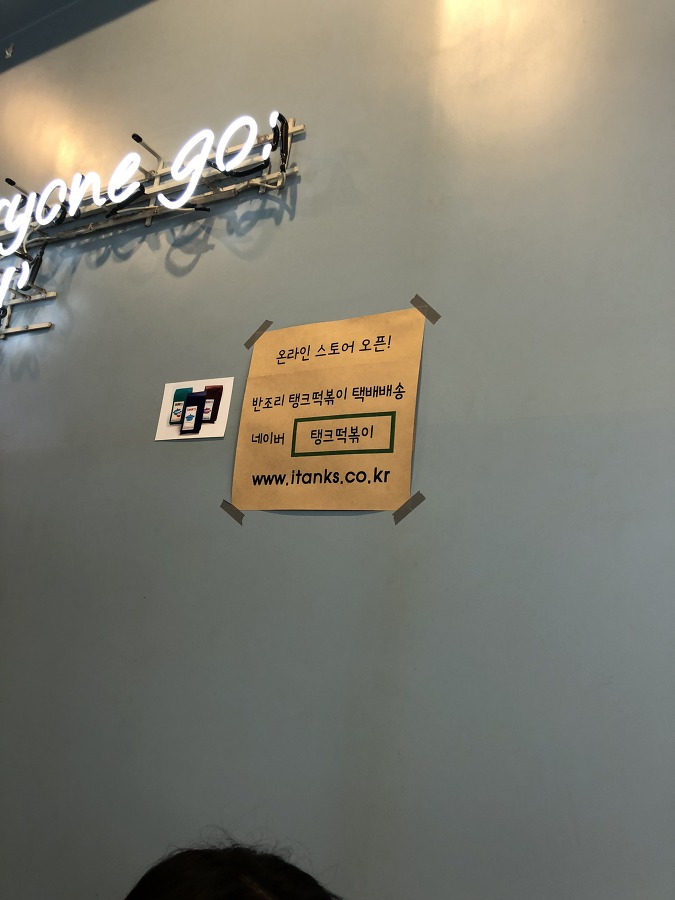 go;
온라인 스토어 오픈!
반조리 탱크떡볶이 택배배송
네이버 탱크떡볶이
www.itanks.co.kr